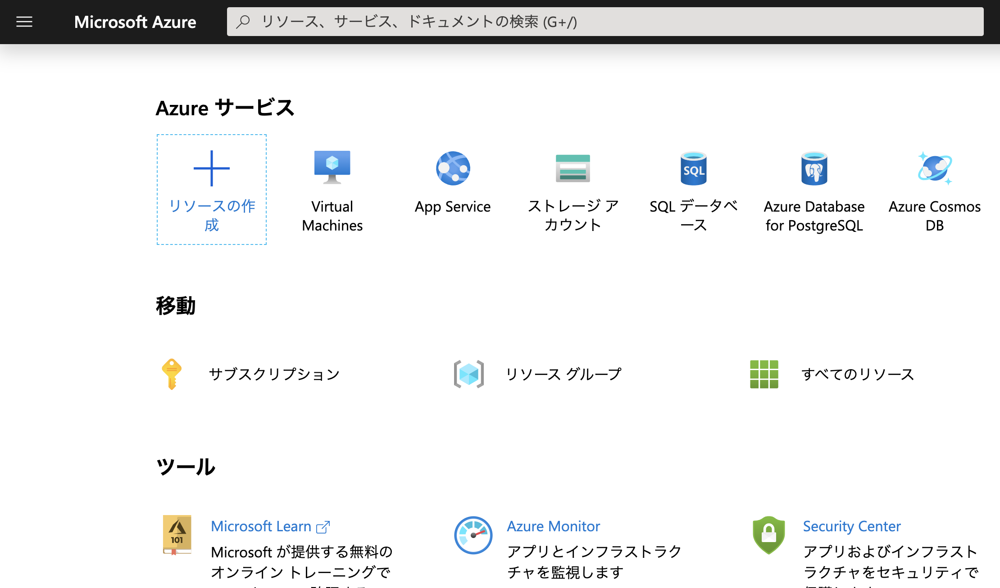 Microsoft Azure
リソース、サービス、ドキュメントの検索 (G+/)
Azure サービス
リソースの作
成
Virtual
Machines
App Service
ストレージ ア
カウント
SQL
SQL データベ
ース
Azure Database
for PostgreSQL
Azure Cosmos
DB
移動
サブスクリプション
リソース グループ
すべてのリソース
ツール
101
Microsoft Learn
Microsoft が提供する無料の
オンライン トレーニングで
Azure Monitor
アプリとインフラストラク
チャを監視します
Security Center
アプリおよびインフラスト
ラクチャをセキュリティで